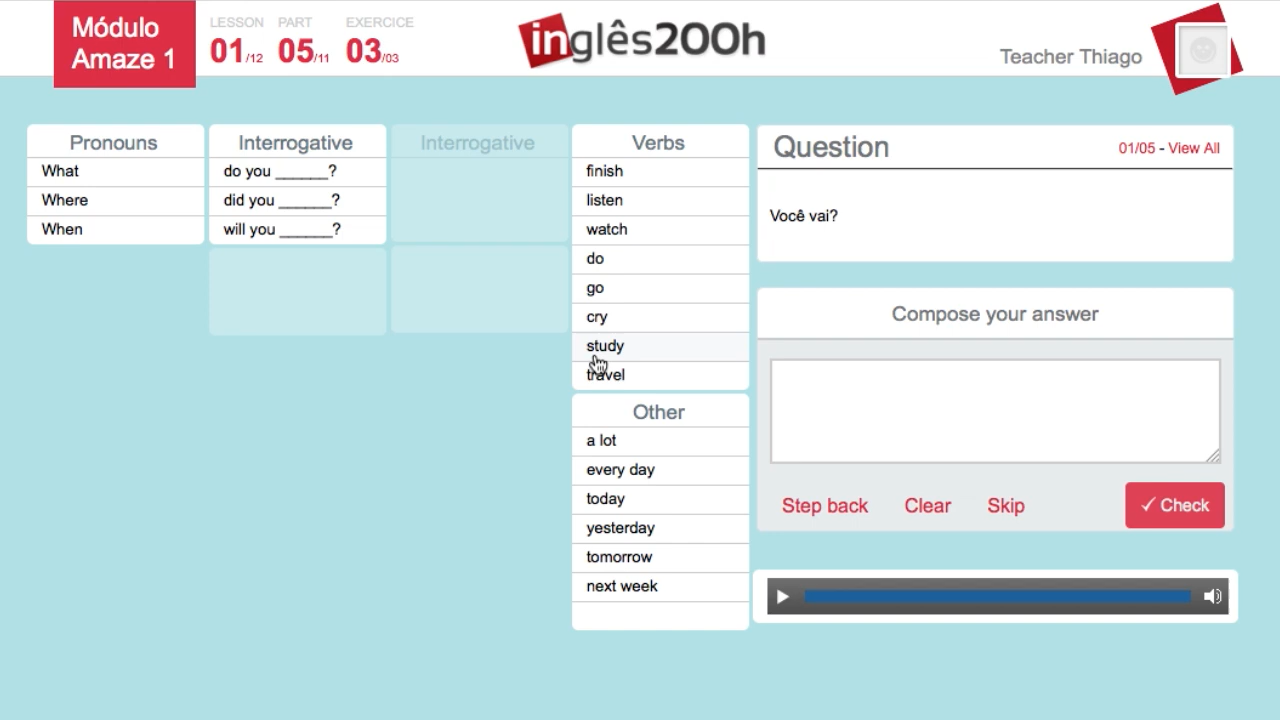 Módulo
Amaze 1
LESSON PART EXERCICE
01/12 05/11 03/03
inglês200h
Teacher Thiago
Pronouns
What
Where
When
Interrogative
do you ______?
did you ______?
will you _______?
Interrogative
Verbs
finish
listen
watch
do
go
cry
study
travel
Other
a lot
every day
today
yesterday
tomorrow
next week
Question
01/05 - View All
Você vai?
Compose your answer
Step back Clear Skip ✓ Check